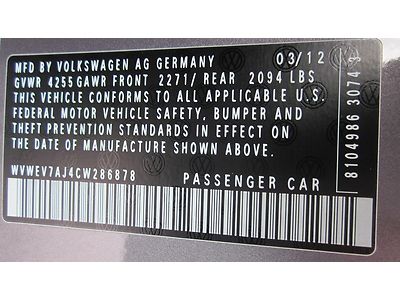 MFD BY VOLKSWAGEN AG GERMANY 03/12
GVWR 4255 GAWR FRONT 2271/ REAR 2094 LBS
THIS VEHICLE CONFORMS TO ALL APPLICABLE U.S.
FEDERAL MOTOR VEHICLE SAFETY, BUMPER AND
THEFT PREVENTION STANDARDS IN EFFECT ON
THE DATE OF MANUFACTURE SHOWN ABOVE.
WVWEV7AJ4CW286878 PASSENGER CAR
8104986 3074 3